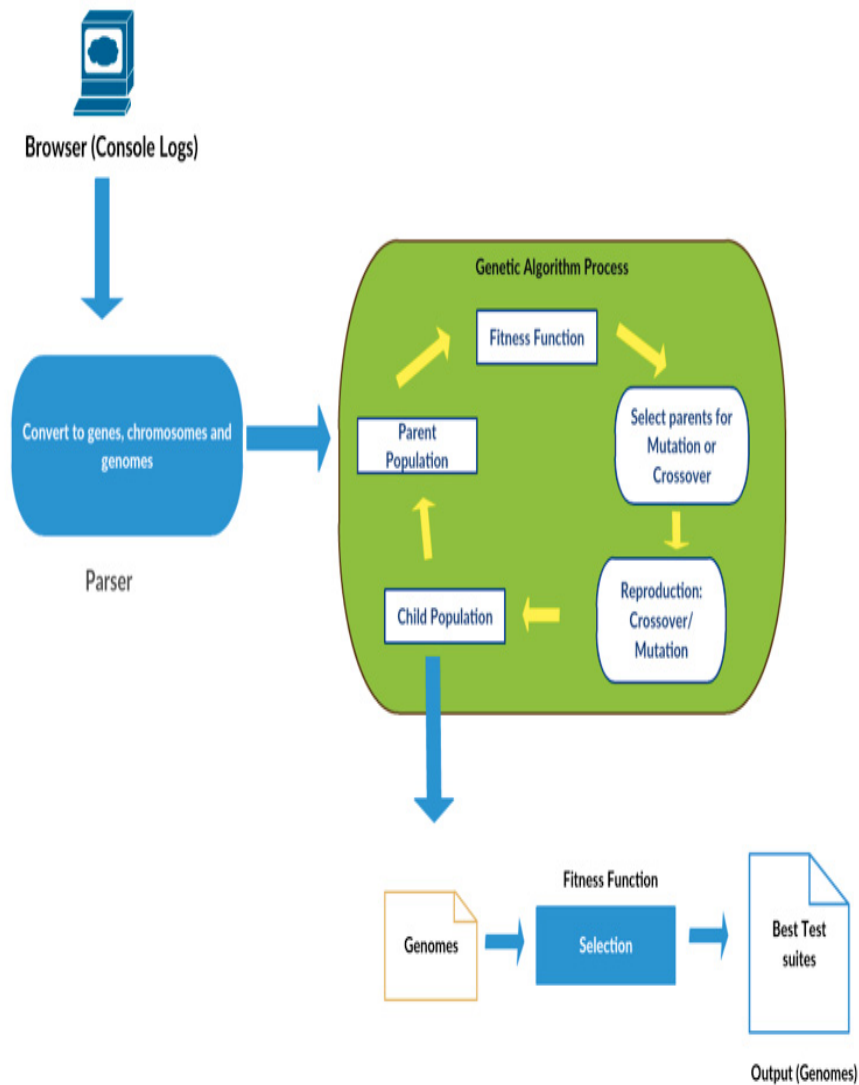 Browser (Console Logs)
Convert to genes, chromosomes and
genomes
Parser
Genetic Algorithm Process
Fitness Function
Select parents for
Mutation or
Crossover
Parent
Population
Reproduction:
Crossover/
Mutation
Child Population
Genomes
Fitness Function
Selection
Best Test
suites
Output (Genomes)